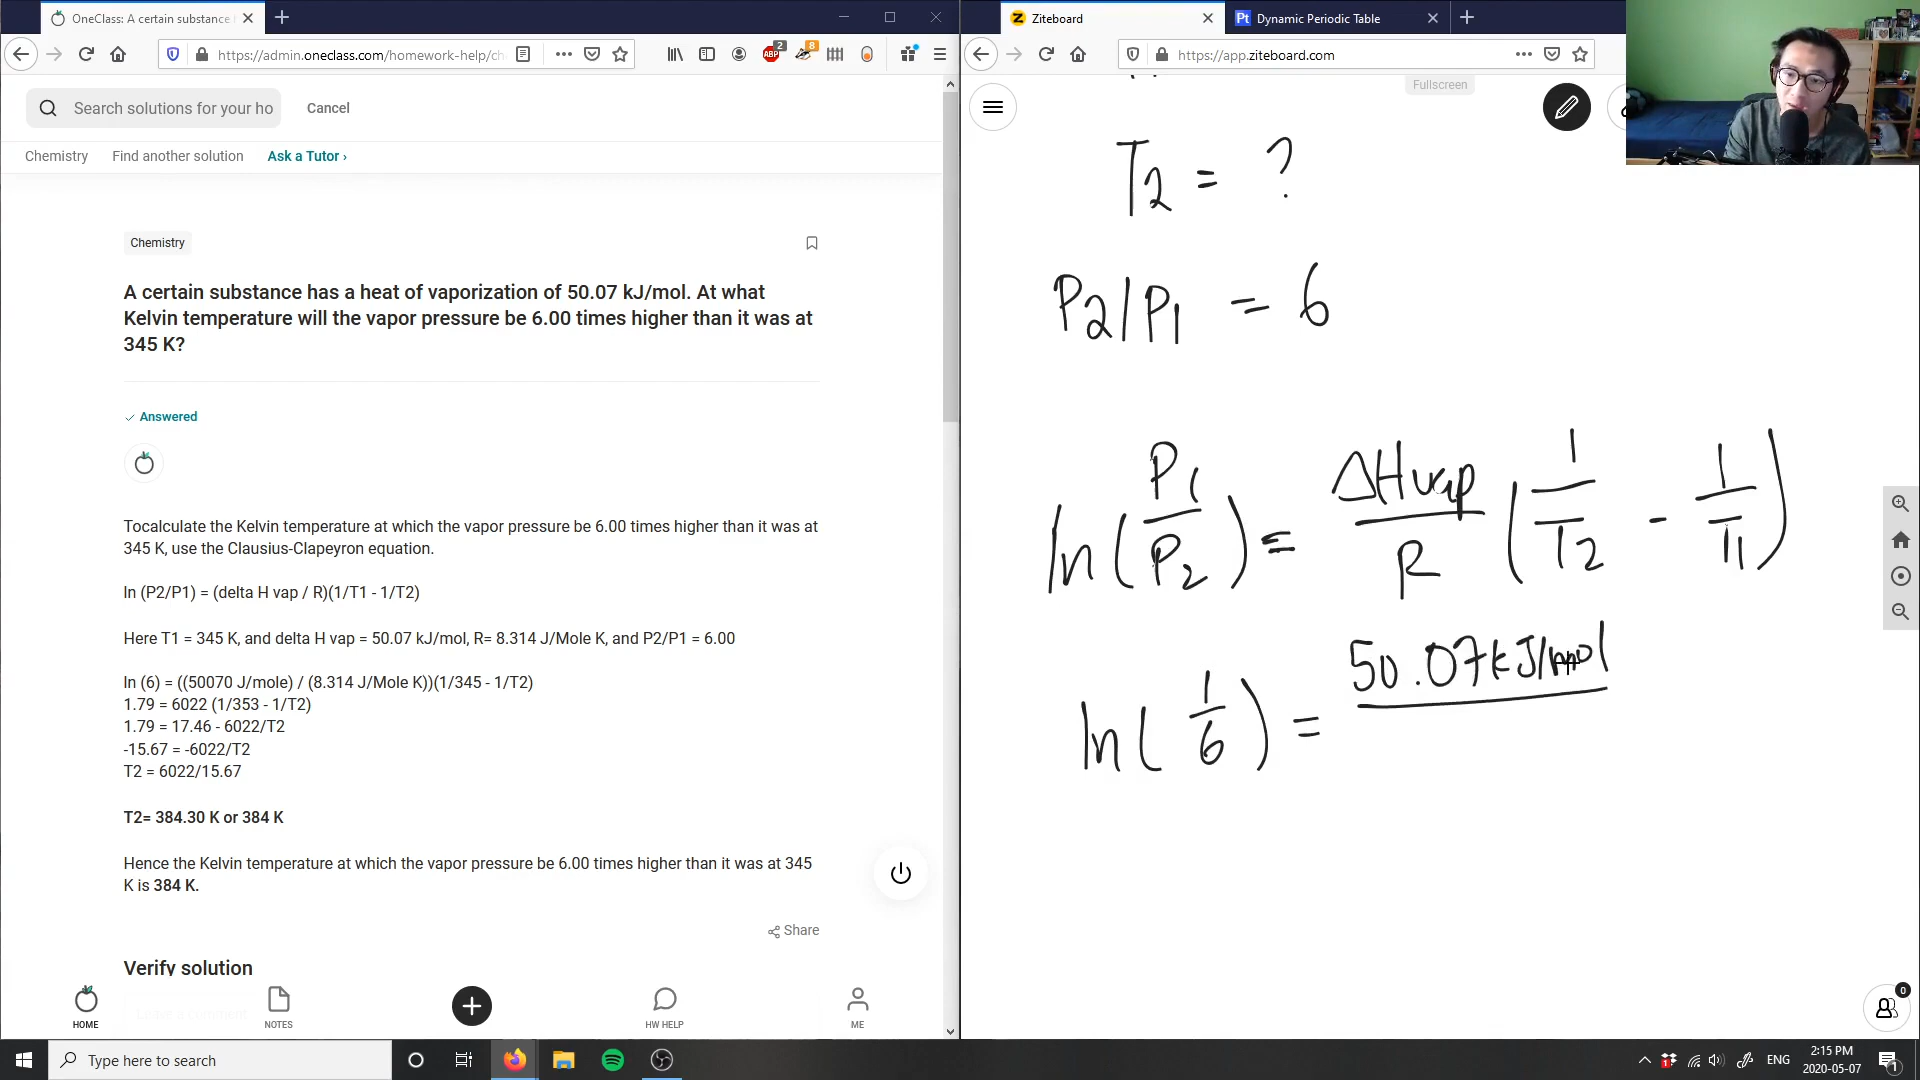 OneClass: A certain substance
Ziteboard
Dynamic Periodic Table
https://admin.oneclass.com/homework-help/ch
2
8
https://app.ziteboard.com
Fullscreen
Search solutions for your ho
Cancel
Chemistry
Find another solution
Ask a Tutor ›
Chemistry
A certain substance has a heat of vaporization of 50.07 kJ/mol. At what
Kelvin temperature will the vapor pressure be 6.00 times higher than it was at
345 K?
Answered
Tocalculate the Kelvin temperature at which the vapor pressure be 6.00 times higher than it was at
345 K, use the Clausius-Clapeyron equation.
ln (P2/P1) = (delta H vap / R)(1/T1 - 1/T2)
Here T1 = 345 K, and delta H vap = 50.07 kJ/mol, R= 8.314 J/Mole K, and P2/P1 = 6.00
ln (6) = ((50070 J/mole) / (8.314 J/Mole K))(1/345 - 1/T2)
1.79 = 6022 (1/353 - 1/T2)
1.79 = 17.46 - 6022/T2
-15.67 = -6022/T2
T2 = 6022/15.67
T2= 384.30 K or 384 K
Hence the Kelvin temperature at which the vapor pressure be 6.00 times higher than it was at 345
K is 384 K.
Share
Verify solution
Leave a comment
HOME
NOTES
HW HELP
ME
T2 = ?
P2/P1 = 6
ln(P1/P2) = ΔHvap/R (1/T2 - 1/T1)
ln(1/6) = 50.07kJ/mol
0
Type here to search
ENG
2:15 PM
2020-05-07
1